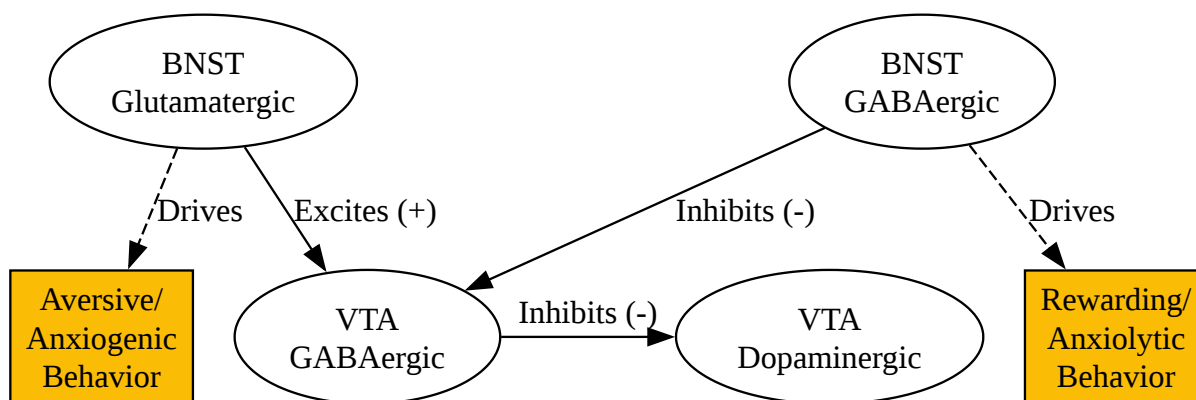 BNST
Glutamatergic
BNST
GABAergic
Drives
Excites (+)
Inhibits (-)
Drives
Aversive/
Anxiogenic
Behavior
VTA
GABAergic
Inhibits (-)
VTA
Dopaminergic
Rewarding/
Anxiolytic
Behavior